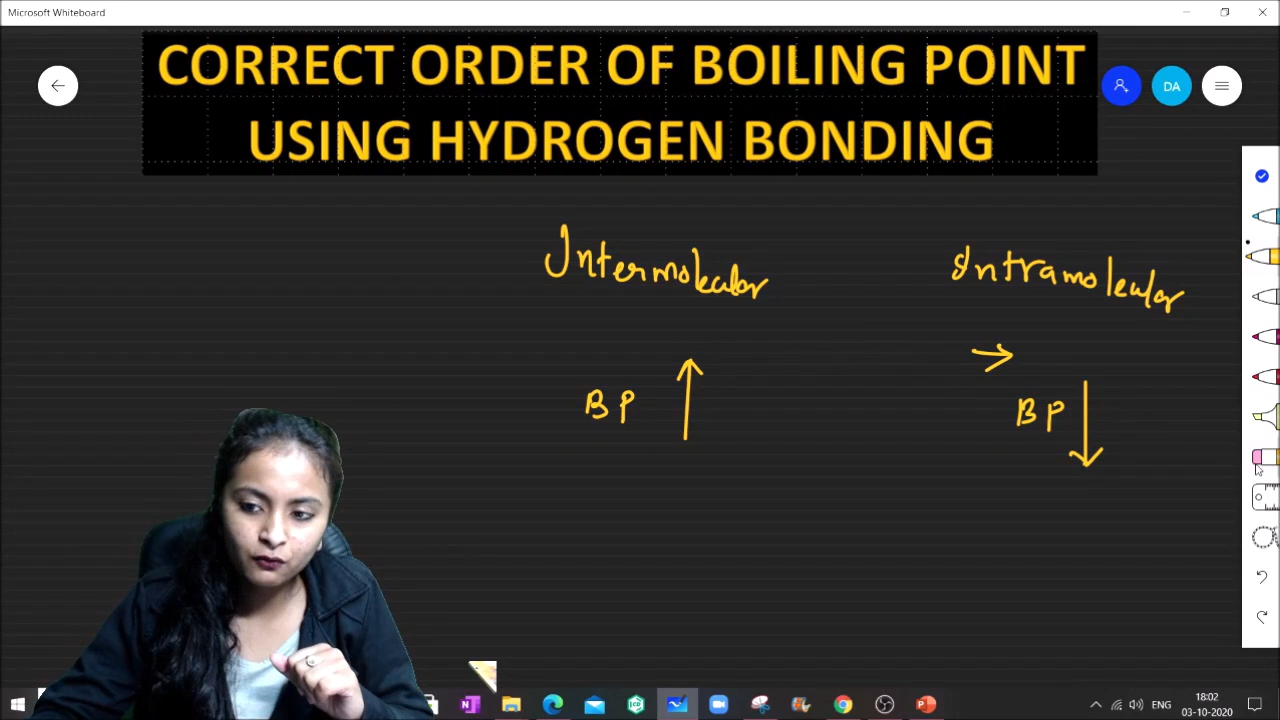 Microsoft Whiteboard
CORRECT ORDER OF BOILING POINT
USING HYDROGEN BONDING
DA
Intermolecular
Intramolecular
BP
BP
ENG
18:02
03-10-2020